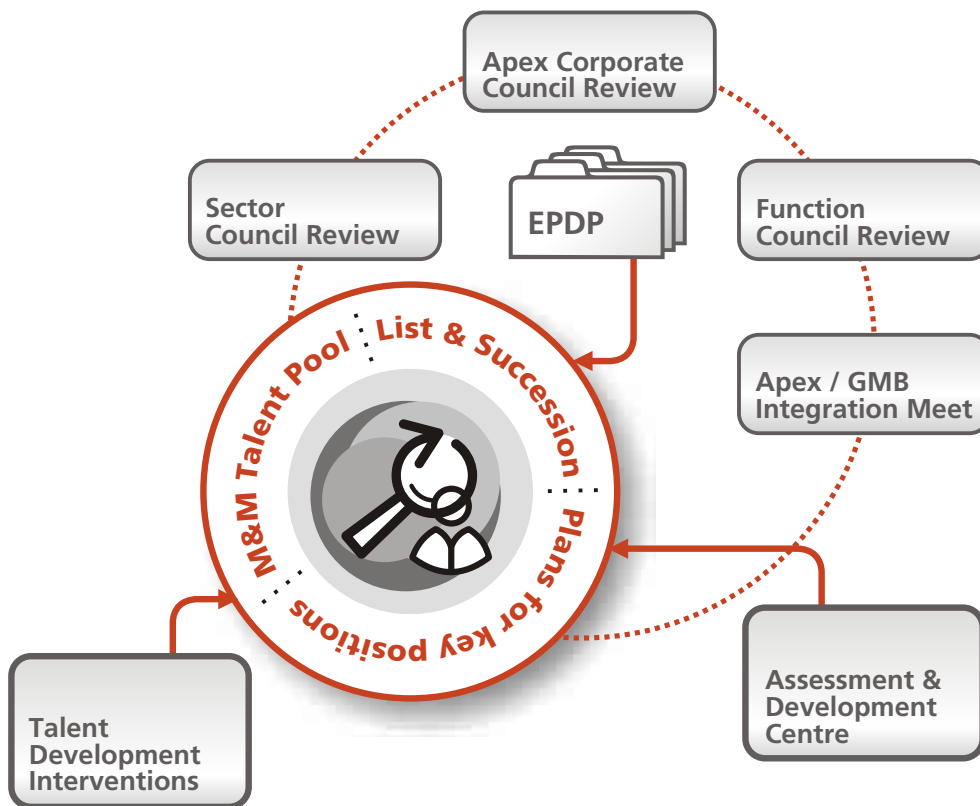 Apex Corporate
Council Review
Sector
Council Review
EPDP
Function
Council Review
M&M Talent Pool
List & Succession
Plans for key positions
Apex / GMB
Integration Meet
Talent
Development
Interventions
Assessment &
Development
Centre